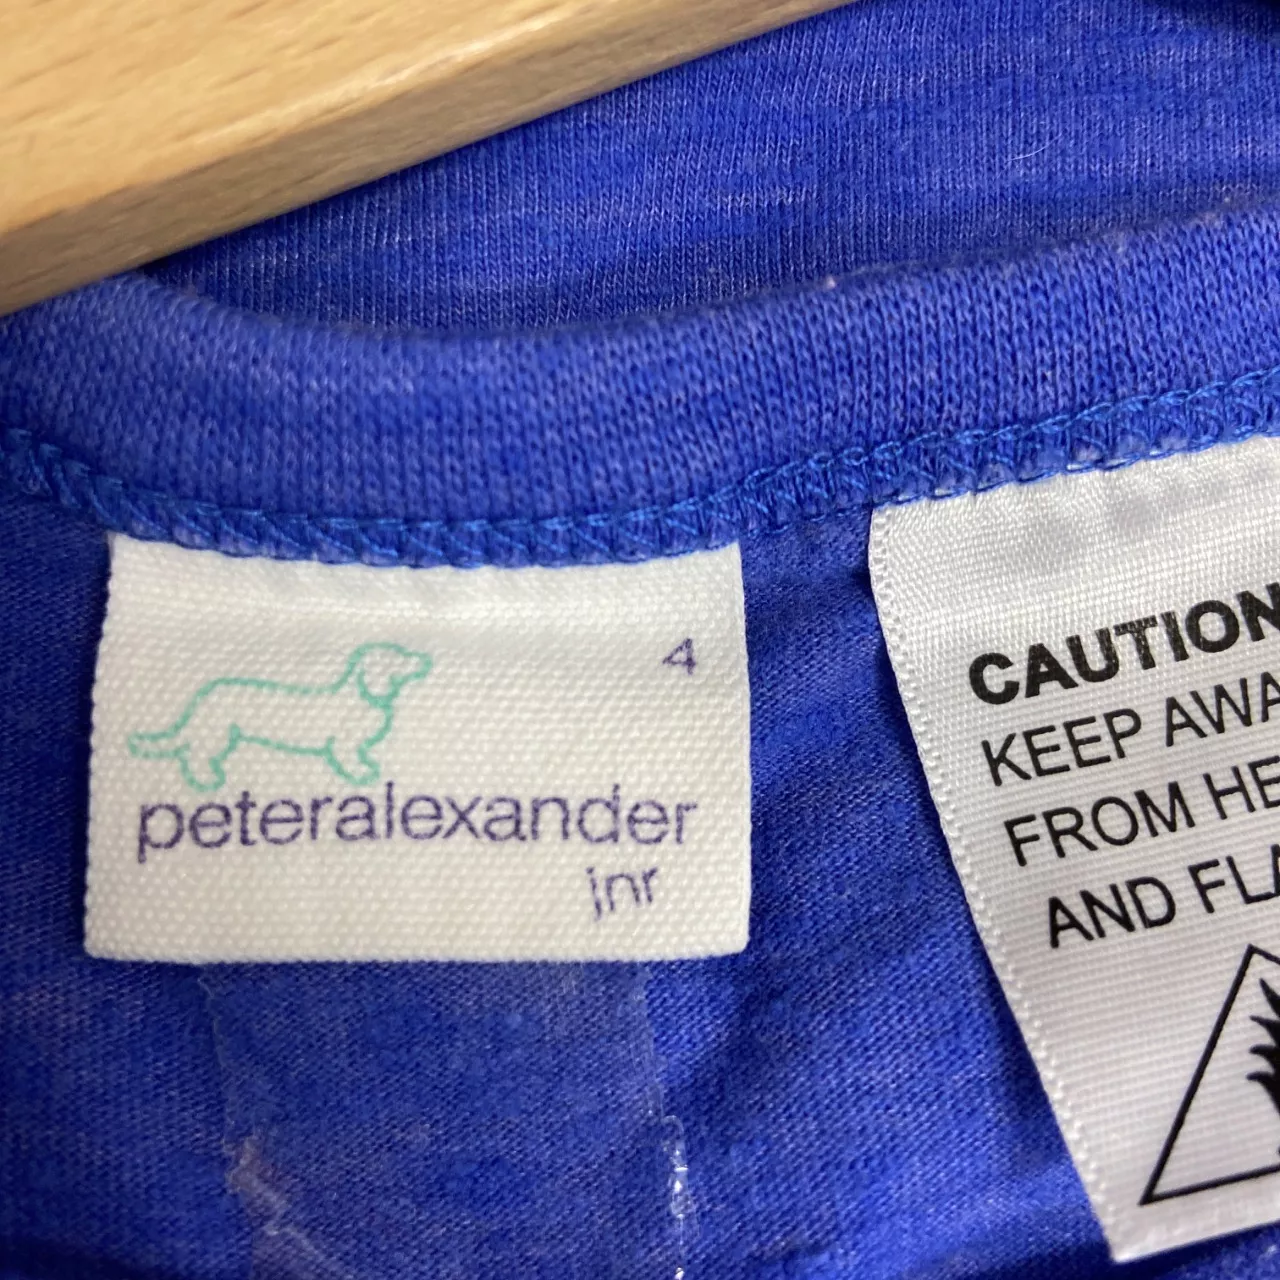 4
peteralexander
jnr
CAUTION
KEEP AWA
FROM HE
AND FLA